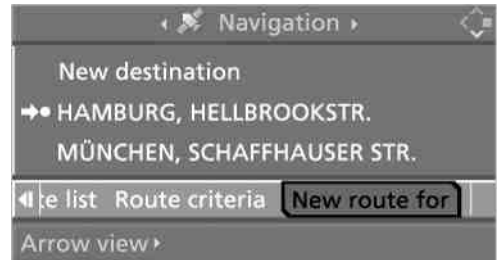 Navigation
New destination
HAMBURG, HELLBROOKSTR.
MÜNCHEN, SCHAFFHAUSER STR.
te list Route criteria New route for
Arrow view